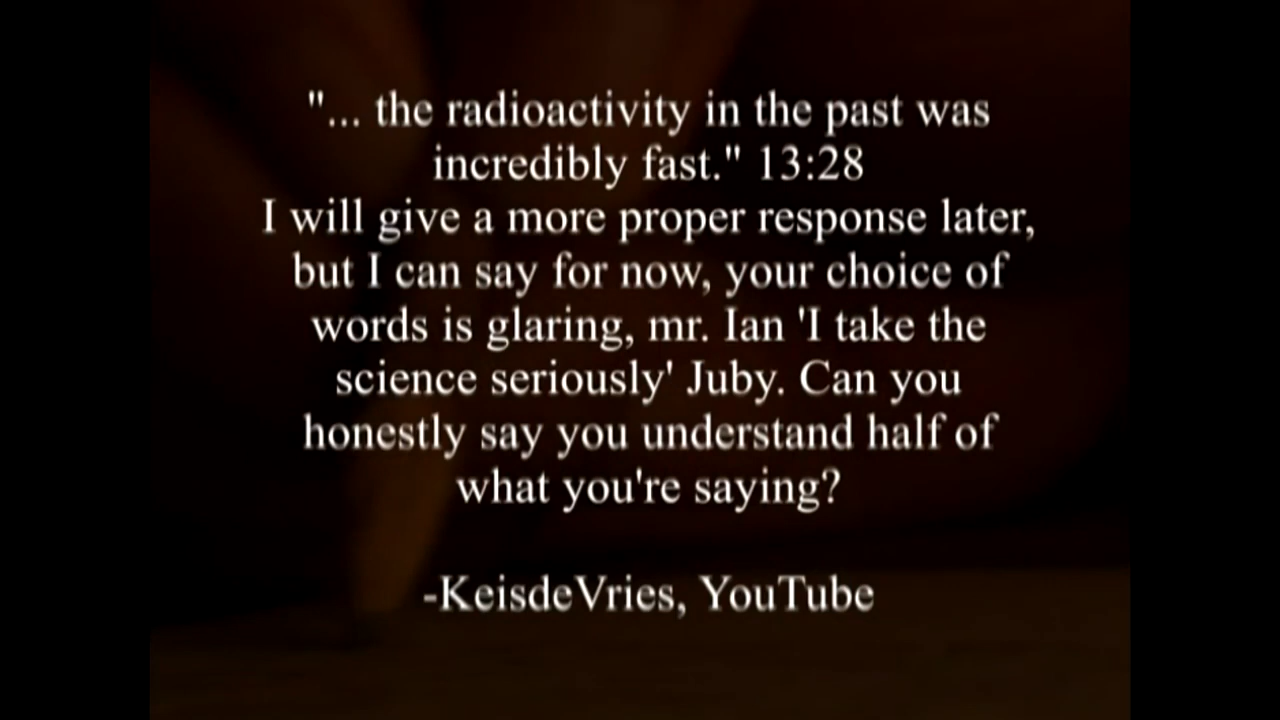 "... the radioactivity in the past was
incredibly fast." 13:28
I will give a more proper response later,
but I can say for now, your choice of
words is glaring, mr. Ian 'I take the
science seriously' Juby. Can you
honestly say you understand half of
what you're saying?
-KeisdeVries, YouTube